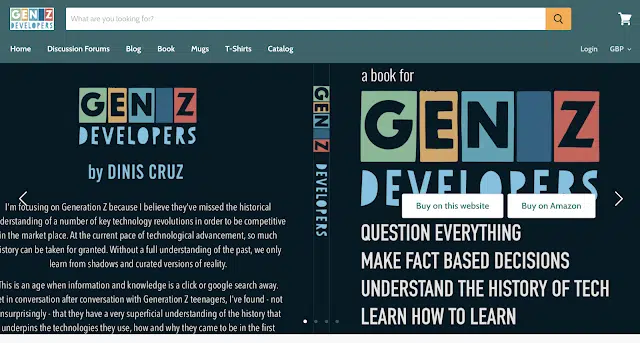 GEN Z
DEVELOPERS
What are you looking for?
Home
Discussion Forums
Blog
Book
Mugs
T-Shirts
Catalog
Login
GBP
GEN Z
DEVELOPERS
by DINIS CRUZ
I'm focusing on Generation Z because I believe they've missed the historical
derstanding of a number of key technology revolutions in order to be competitive
in the market place. At the current pace of technological advancement, so much
history can be taken for granted. Without a full understanding of the past, we only
learn from shadows and curated versions of reality.
This is an age when information and knowledge is a click or google search away.
et in conversation after conversation with Generation Z teenagers, I've found - not
nsurprisingly - that they have a very superficial understanding of the history that
underpins the technologies they use, how and why they came to be in the first
GEN Z DEVELOPERS
a book for
GEN Z
DEVELOPERS
Buy on this website
Buy on Amazon
QUESTION EVERYTHING
MAKE FACT BASED DECISIONS
UNDERSTAND THE HISTORY OF TECH
LEARN HOW TO LEARN